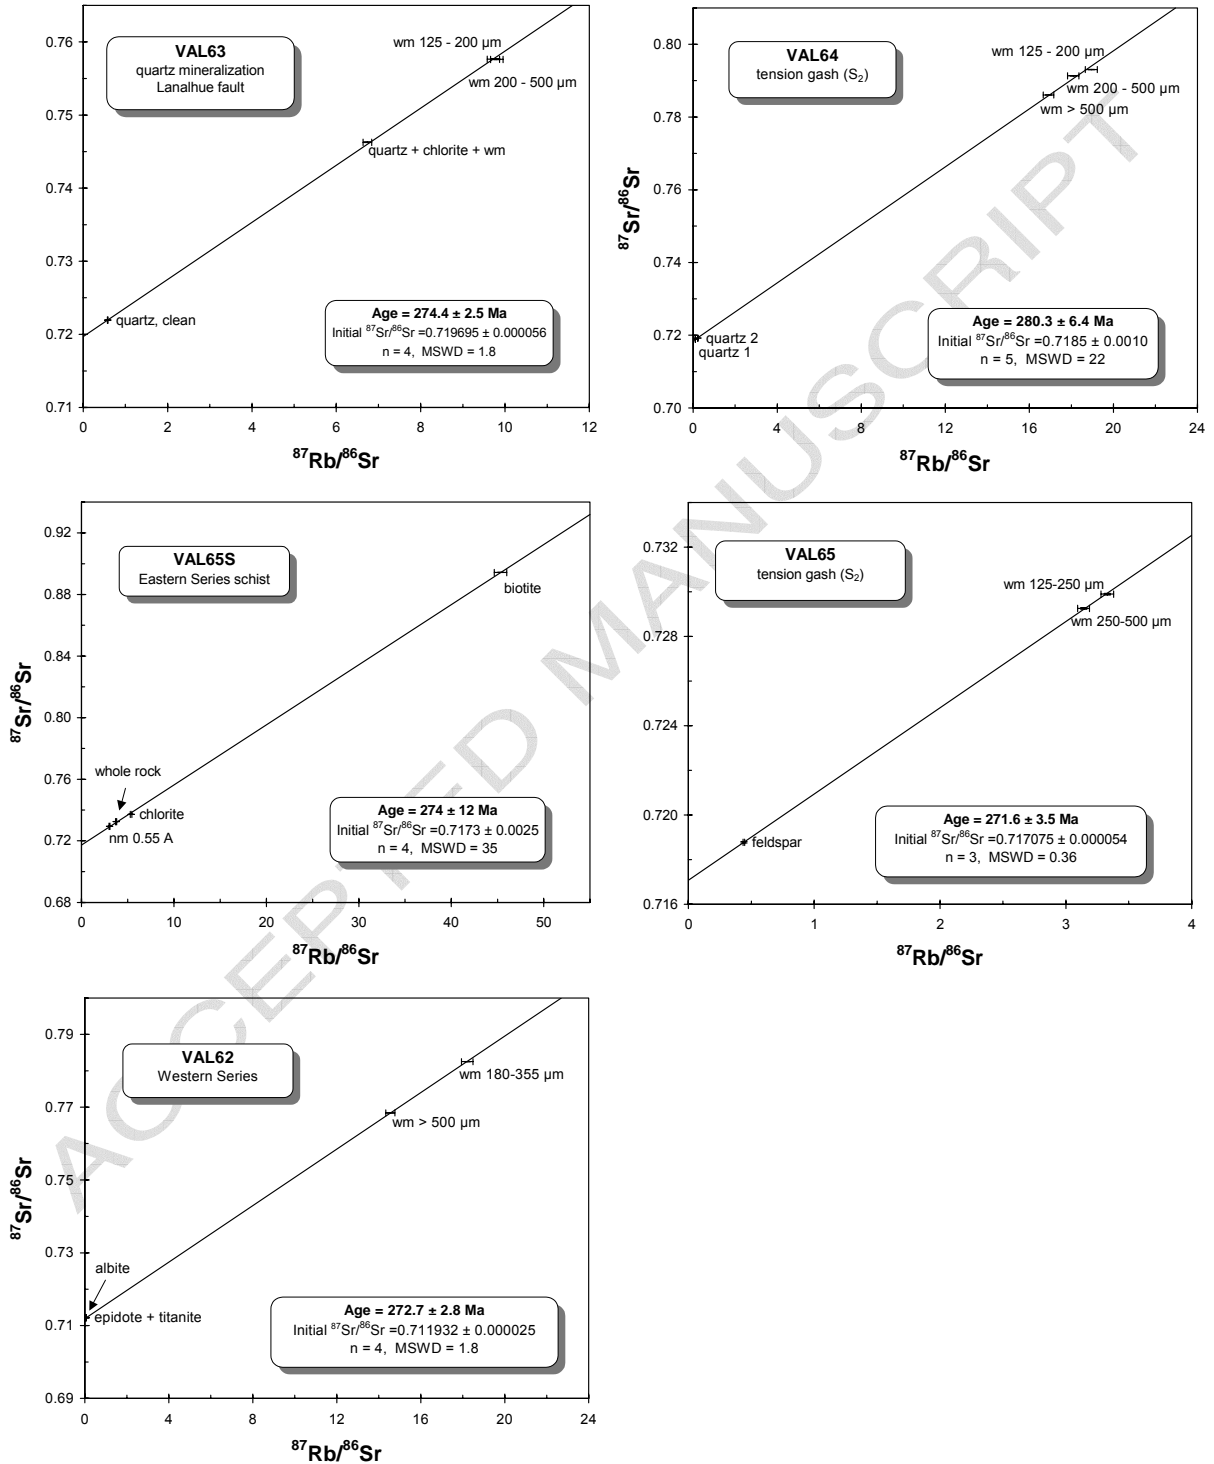 VAL63
quartz mineralization
Lanalhue fault
wm 125 - 200 µm
wm 200 - 500 µm
quartz + chlorite + wm
quartz, clean
Age = 274.4 ± 2.5 Ma
Initial ⁸⁷Sr/⁸⁶Sr =0.719695 ± 0.000056
n = 4, MSWD = 1.8
0.76
0.75
0.74
0.73
0.72
0.71
0 2 4 6 8 10 12
⁸⁷Rb/⁸⁶Sr
VAL64
tension gash (S₂)
wm 125 - 200 µm
wm 200 - 500 µm
wm > 500 µm
quartz 2
quartz 1
Age = 280.3 ± 6.4 Ma
Initial ⁸⁷Sr/⁸⁶Sr =0.7185 ± 0.0010
n = 5, MSWD = 22
0.80
0.78
0.76
0.74
0.72
0.70
⁸⁷Sr/⁸⁶Sr
0 4 8 12 16 20 24
⁸⁷Rb/⁸⁶Sr
VAL65S
Eastern Series schist
biotite
whole rock
chlorite
nm 0.55 A
Age = 274 ± 12 Ma
Initial ⁸⁷Sr/⁸⁶Sr =0.7173 ± 0.0025
n = 4, MSWD = 35
0.92
0.88
0.84
0.80
0.76
0.72
0.68
⁸⁷Sr/⁸⁶Sr
0 10 20 30 40 50
⁸⁷Rb/⁸⁶Sr
VAL65
tension gash (S₂)
wm 125-250 µm
wm 250-500 µm
feldspar
Age = 271.6 ± 3.5 Ma
Initial ⁸⁷Sr/⁸⁶Sr =0.717075 ± 0.000054
n = 3, MSWD = 0.36
0.732
0.728
0.724
0.720
0.716
0 1 2 3 4
⁸⁷Rb/⁸⁶Sr
VAL62
Western Series
wm 180-355 µm
wm > 500 µm
albite
epidote + titanite
Age = 272.7 ± 2.8 Ma
Initial ⁸⁷Sr/⁸⁶Sr =0.711932 ± 0.000025
n = 4, MSWD = 1.8
0.79
0.77
0.75
0.73
0.71
0.69
⁸⁷Sr/⁸⁶Sr
0 4 8 12 16 20 24
⁸⁷Rb/⁸⁶Sr
ACCEPTED MANUSCRIPT